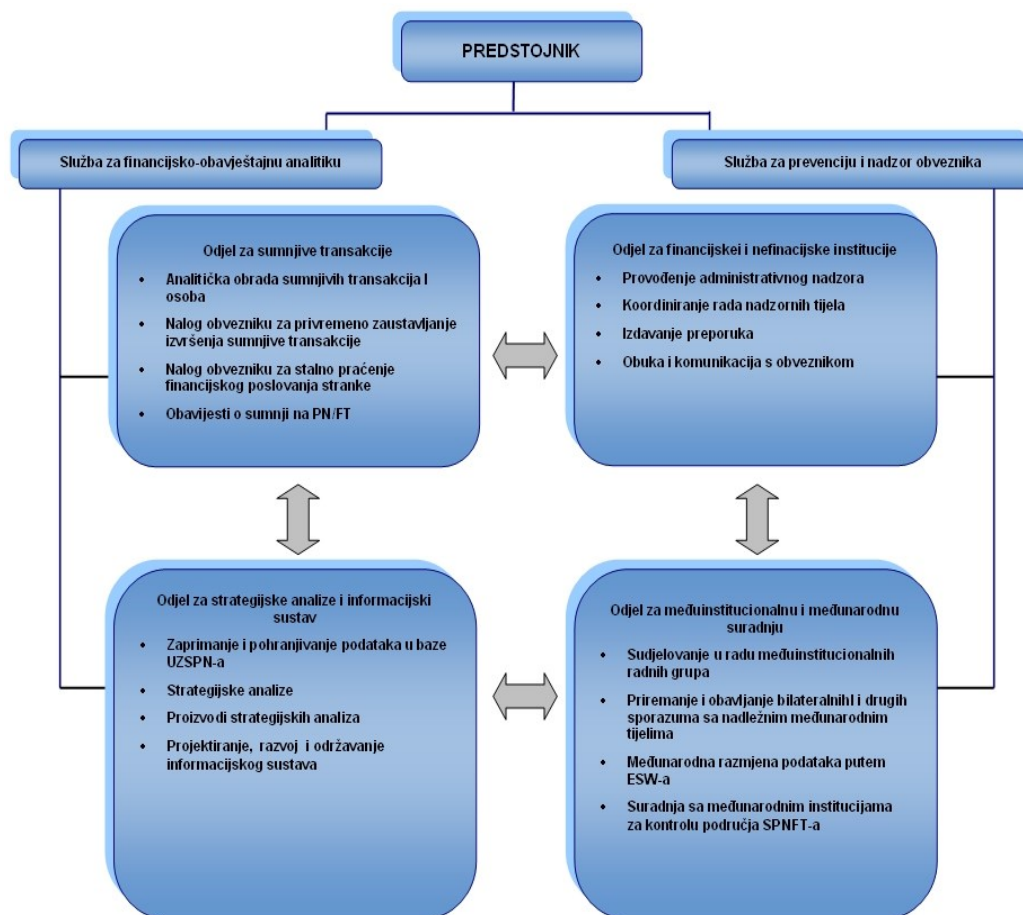 PREDSTOJNIK
Služba za financijsko-obavještajnu analitiku
Služba za prevenciju i nadzor obveznika
Odjel za sumnjive transakcije
• Analitička obrada sumnjivih transakcija I
osoba
• Nalog obvezniku za privremeno zaustavljanje
izvršenja sumnjive transakcije
• Nalog obvezniku za stalno praćenje
financijskog poslovanja stranke
• Obavijesti o sumnji na PN/FT
Odjel za financijskei i nefinacijske institucije
• Provođenje administrativnog nadzora
• Koordiniranje rada nadzornih tijela
• Izdavanje preporuka
• Obuka i komunikacija s obveznikom
Odjel za strategijske analize i informacijski
sustav
• Zaprimanje i pohranjivanje podataka u baze
UZSPN-a
• Strategijske analize
• Proizvodi strategijskih analiza
• Projektiranje, razvoj i održavanje
informacijskog sustava
Odjel za međuinstitucionalnu i međunarodnu
suradnju
• Sudjelovanje u radu međuinstitucionalnih
radnih grupa
• Priremanje i obavljanje bilateralnihI i drugih
sporazuma sa nadležnim međunarodnim
tijelima
• Međunarodna razmjena podataka putem
ESW-a
• Suradnja sa međunarodnim institucijama
za kontrolu područja SPNFT-a